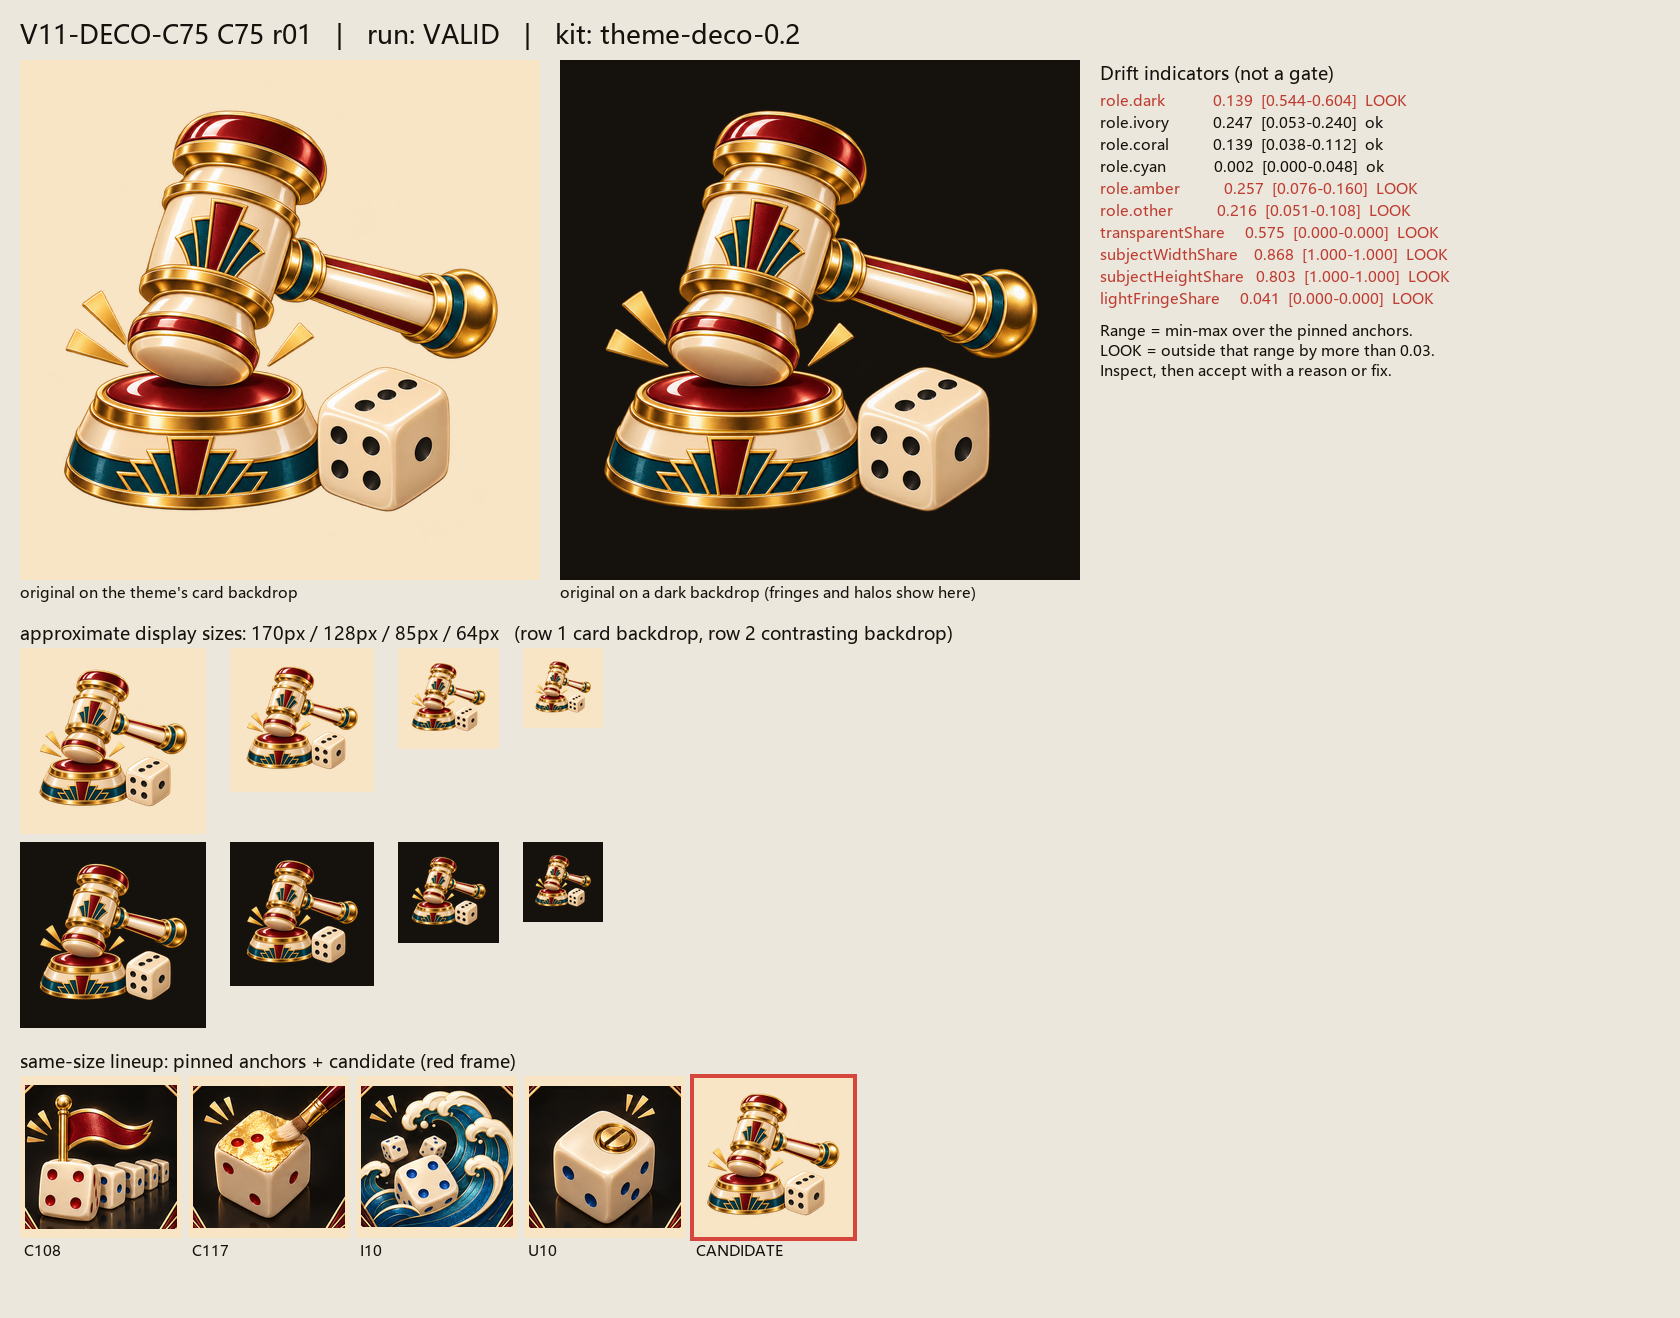 V11-DECO-C75 C75 r01 | run: VALID | kit: theme-deco-0.2
Drift indicators (not a gate)
role.dark 0.139 [0.544-0.604] LOOK
role.ivory 0.247 [0.053-0.240] ok
role.coral 0.139 [0.038-0.112] ok
role.cyan 0.002 [0.000-0.048] ok
role.amber 0.257 [0.076-0.160] LOOK
role.other 0.216 [0.051-0.108] LOOK
transparentShare 0.575 [0.000-0.000] LOOK
subjectWidthShare 0.868 [1.000-1.000] LOOK
subjectHeightShare 0.803 [1.000-1.000] LOOK
lightFringeShare 0.041 [0.000-0.000] LOOK
Range = min-max over the pinned anchors.
LOOK = outside that range by more than 0.03.
Inspect, then accept with a reason or fix.
original on the theme's card backdrop
original on a dark backdrop (fringes and halos show here)
approximate display sizes: 170px / 128px / 85px / 64px (row 1 card backdrop, row 2 contrasting backdrop)
same-size lineup: pinned anchors + candidate (red frame)
C108
C117
I10
U10
CANDIDATE